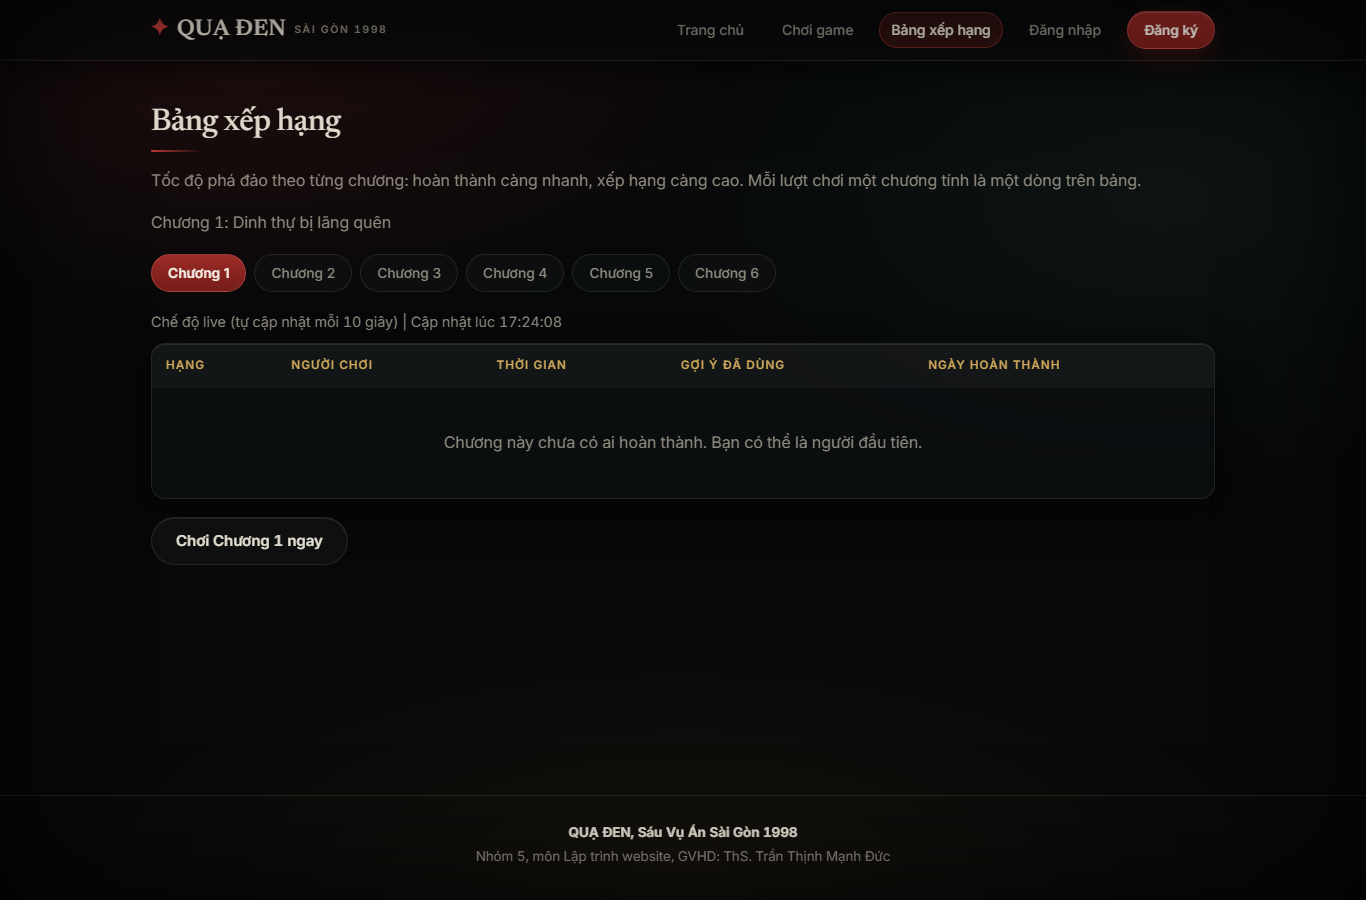 ✦ QUẠ ĐEN SÀI GÒN 1998 Trang chủ Chơi game Bảng xếp hạng Đăng nhập Đăng ký
Bảng xếp hạng
Tốc độ phá đảo theo từng chương: hoàn thành càng nhanh, xếp hạng càng cao. Mỗi lượt chơi một chương tính là một dòng trên bảng.
Chương 1: Dinh thự bị lãng quên
Chương 1 Chương 2 Chương 3 Chương 4 Chương 5 Chương 6
Chế độ live (tự cập nhật mỗi 10 giây) | Cập nhật lúc 17:24:08
HẠNG NGƯỜI CHƠI THỜI GIAN GỢI Ý ĐÃ DÙNG NGÀY HOÀN THÀNH
Chương này chưa có ai hoàn thành. Bạn có thể là người đầu tiên.
Chơi Chương 1 ngay
QUẠ ĐEN, Sáu Vụ Án Sài Gòn 1998
Nhóm 5, môn Lập trình website, GVHD: ThS. Trần Thịnh Mạnh Đức